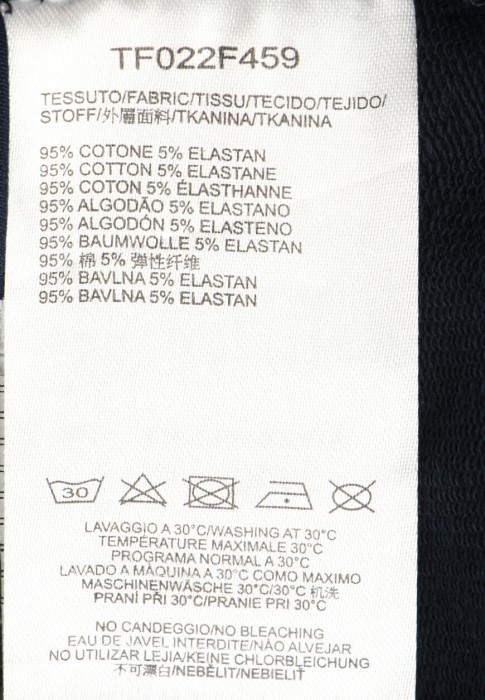 TF022F459
TESSUTO/FABRIC/TISSU/TECIDO/TEJIDO/
STOFF/外層面料/TKANINA/TKANINA
95% COTONE 5% ELASTAN
95% COTTON 5% ELASTANE
95% COTON 5% ÉLASTHANNE
95% ALGODÃO 5% ELASTANO
95% ALGODÓN 5% ELASTENO
95% BAUMWOLLE 5% ELASTAN
95% 棉 5% 弹性纤维
95% BAVLNA 5% ELASTAN
95% BAVLNA 5% ELASTAN
30
LAVAGGIO A 30°C/WASHING AT 30°C
TEMPÉRATURE MAXIMALE 30°C
PROGRAMA NORMAL A 30°C
LAVADO A MÁQUINA A 30°C COMO MAXIMO
MASCHINENWÄSCHE 30°C/30°C 机洗
PRANÍ PŘI 30°C/PRANIE PRI 30°C
NO CANDEGGIO/NO BLEACHING
EAU DE JAVEL INTERDITE/NÃO ALVEJAR
NO UTILIZAR LEJIA/KEINE CHLORBLEICHUNG
不可漂白/NEBĚLIT/NEBIELIŤ